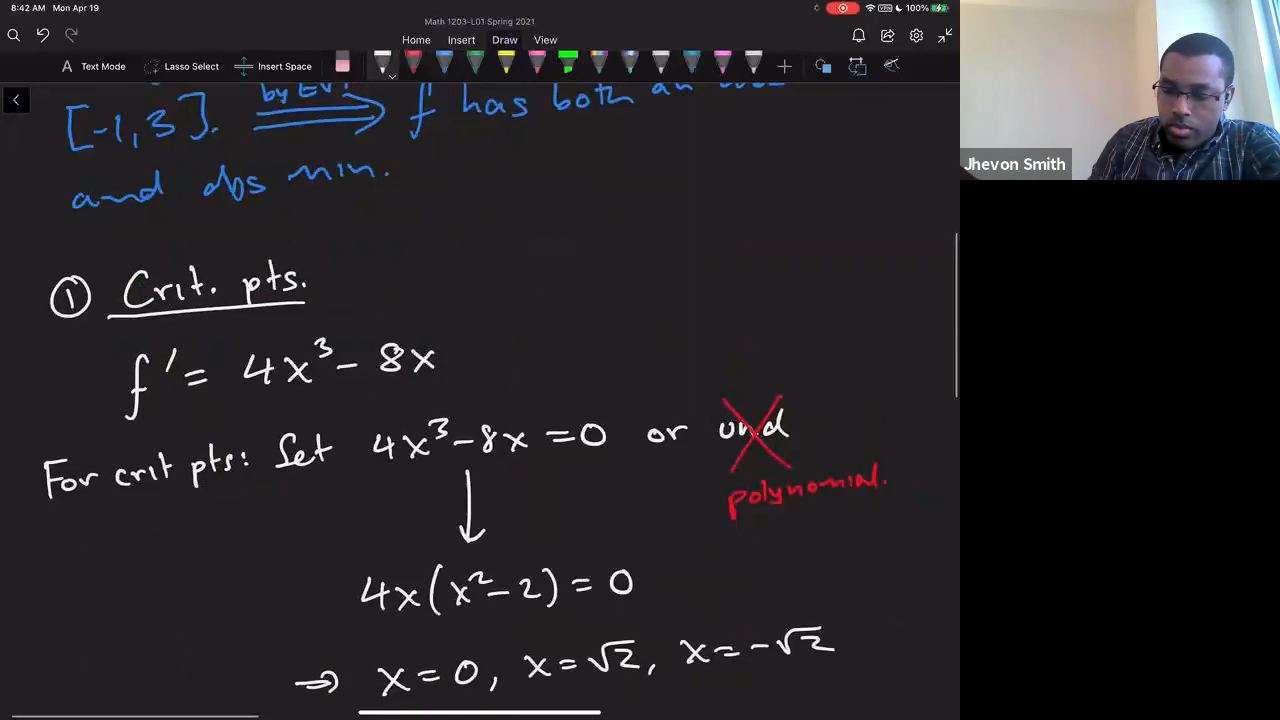 8:42 AM Mon Apr 19
100%
Math 1203-L01 Spring 2021
Home Insert Draw View
Text Mode Lasso Select Insert Space
[-1, 3]. by EVT f has both an
and abs min.
① Crit. pts.
f' = 4x³ - 8x
For crit pts: Set 4x³ - 8x = 0 or und
polynomial.
4x(x² - 2) = 0
⇒ x = 0, x = √2, x = -√2
Jhevon Smith